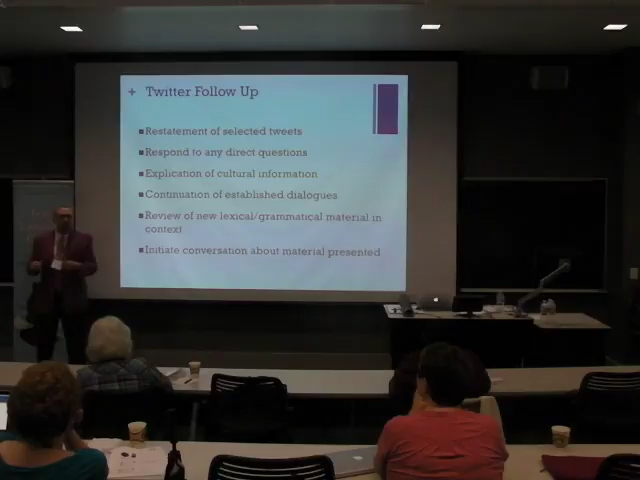 + Twitter Follow Up
Restatement of selected tweets
Respond to any direct questions
Explication of cultural information
Continuation of established dialogues
Review of new lexical/grammatical material in
context
Initiate conversation about material presented